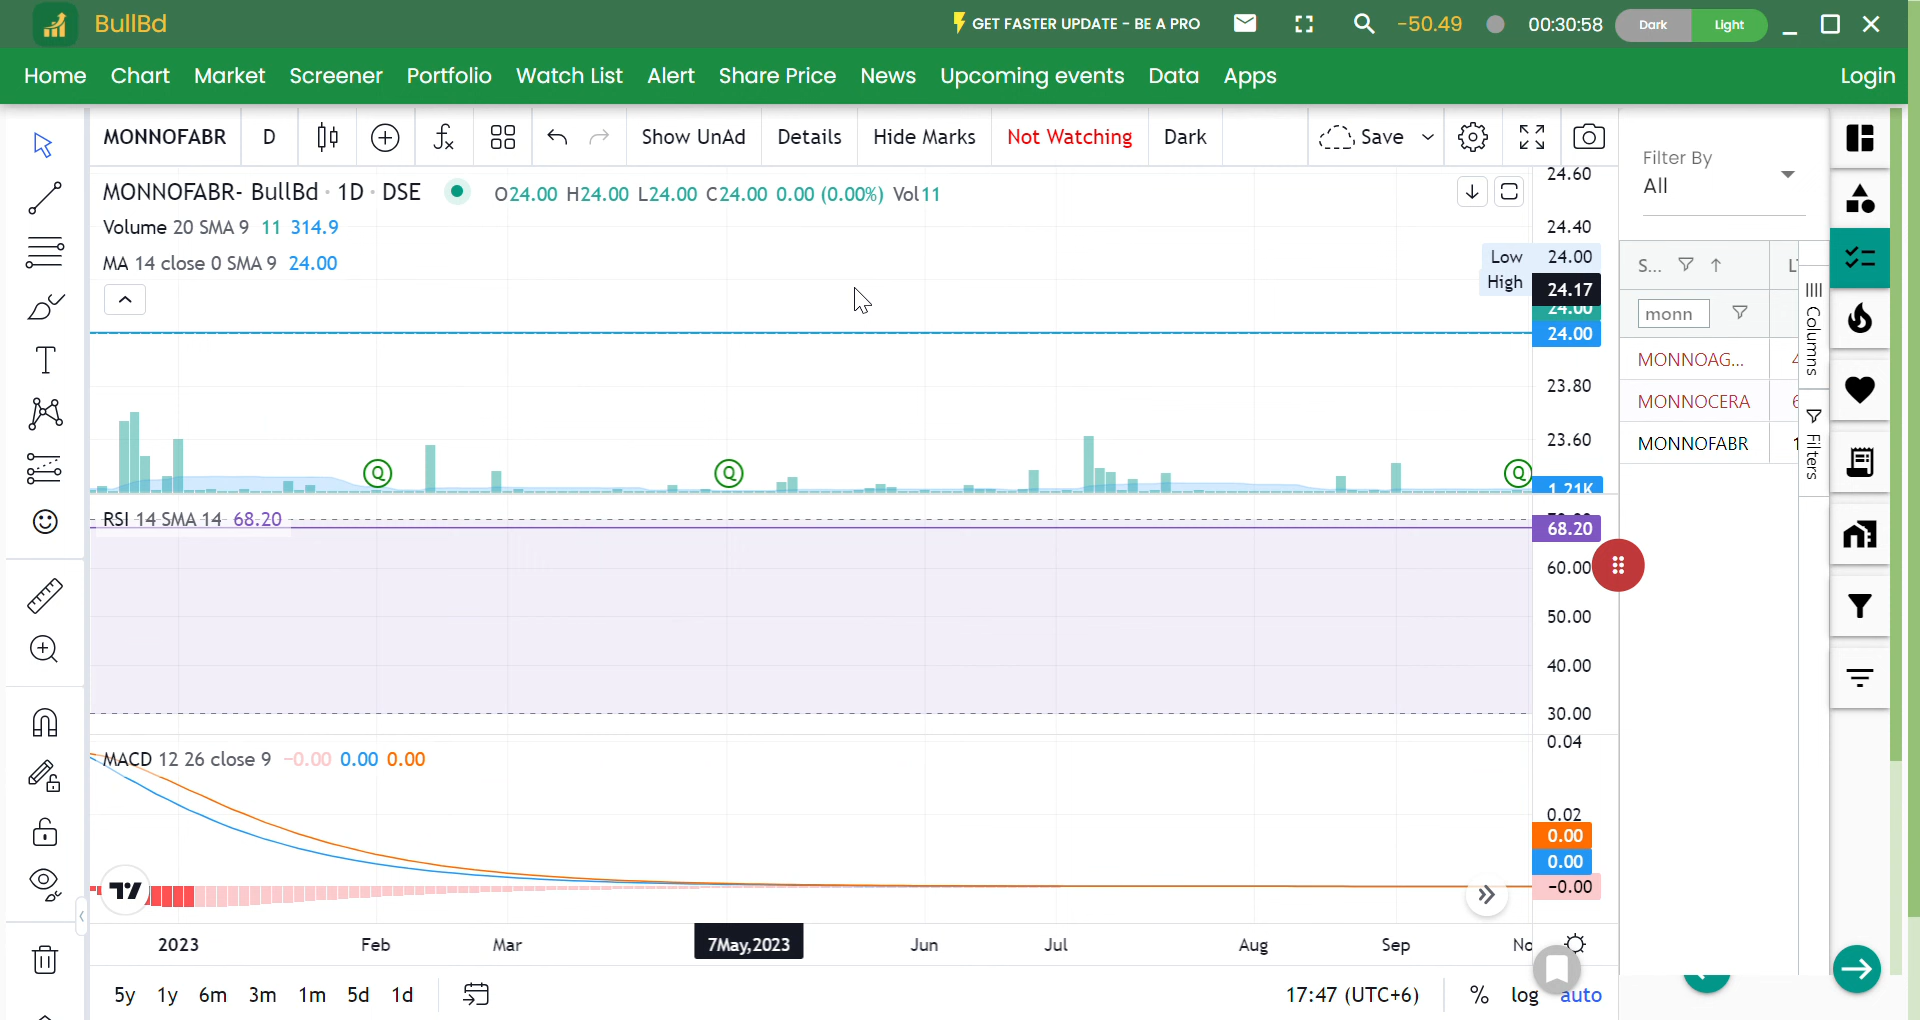 BullBd
GET FASTER UPDATE - BE A PRO
-50.49
00:30:58
Dark
Light
Home
Chart
Market
Screener
Portfolio
Watch List
Alert
Share Price
News
Upcoming events
Data
Apps
Login
MONNOFABR
D
Show UnAd
Details
Hide Marks
Not Watching
Dark
Save
MONNOFABR- BullBd · 1D · DSE
O24.00 H24.00 L24.00 C24.00 0.00 (0.00%) Vol11
Volume 20 SMA 9 11 314.9
MA 14 close 0 SMA 9 24.00
24.60
24.40
Low 24.00
High
24.17
24.00
24.00
23.80
23.60
1.21K
Q
Q
Q
RSI 14 SMA 14 68.20
68.20
60.00
50.00
40.00
30.00
MACD 12 26 close 9 −0.00 0.00 0.00
0.04
0.02
0.00
0.00
−0.00
2023
Feb
Mar
7May,2023
Jun
Jul
Aug
Sep
5y
1y
6m
3m
1m
5d
1d
17:47 (UTC+6)
%
log
auto
Filter By
All
S...
monn
MONNOAG...
MONNOCERA
MONNOFABR
Columns
Filters